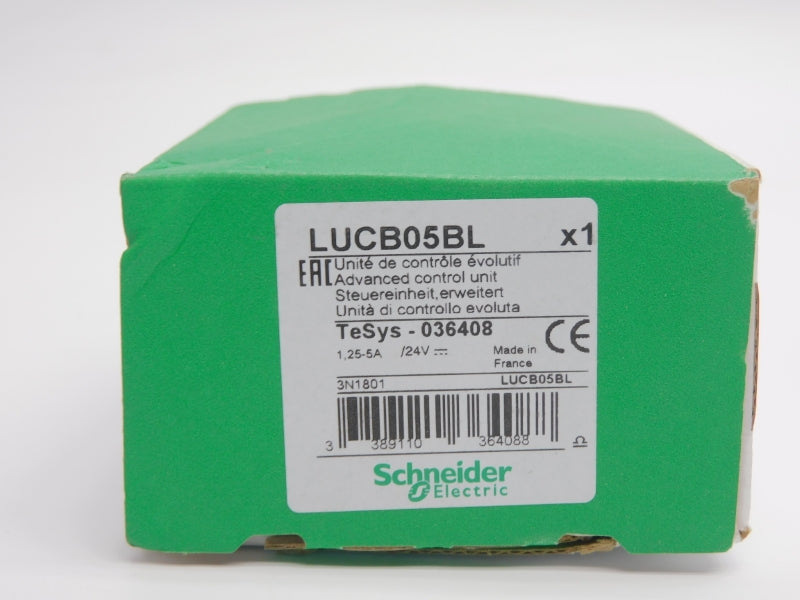 LUCB05BL x1
EAC Unité de contrôle évolutif
Advanced control unit
Steuereinheit,erweitert
Unità di controllo evoluta
TeSys - 036408
1,25-5A /24V ⎓ Made in France CE
3N1801 LUCB05BL
3 389110 364088
Schneider
Electric